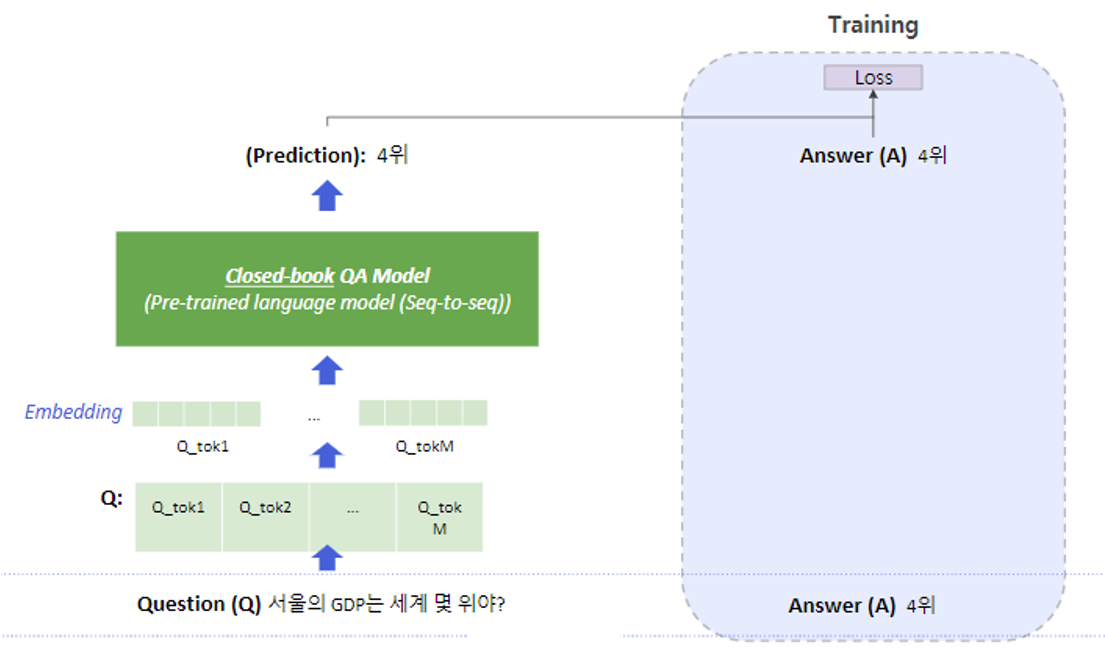 Training
Loss
(Prediction): 4위
Answer (A) 4위
Closed-book QA Model
(Pre-trained language model (Seq-to-seq))
Embedding
...
Q_tok1
Q_tokM
Q:
Q_tok1
Q_tok2
...
Q_tok
M
Question (Q) 서울의 GDP는 세계 몇 위야?
Answer (A) 4위